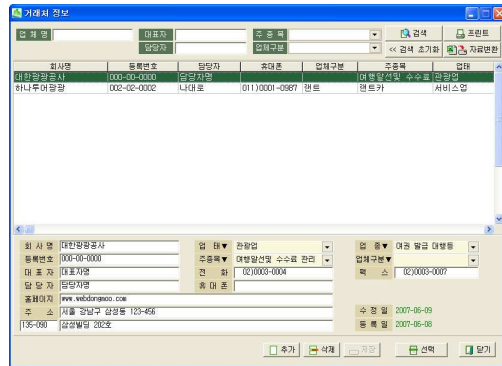 거래처 정보
업 체 명 대표자 주 종 목 검색 프린트
담당자 업체구분 << 검색 초기화 자료변환
회사명 등록번호 담당자 휴대폰 업체구분 주종목 업태
대한광광공사 000-00-0000 담당자명 여행알선및 수수료 관광업
하나투어광광 002-02-0002 나대로 011)0001-0987 랜트 랜트카 서비스업
회 사 명 대한광광공사 업 태▼ 관광업 업 종▼ 여권 발급 대행등
등록번호 000-00-0000 주종목▼ 여행알선및 수수료 관리 업체구분▼
대 표 자 대표자명 전 화 02)0003-0004 팩 스 02)0003-0007
담 당 자 담당자명 휴 대 폰
홈페이지 www.webdongmoo.com
주 소 서울 강남구 삼성동 123-456 수 정 일 2007-06-09
135-090 삼성빌딩 202호 등 록 일 2007-06-08
추가 삭제 저장 선택 닫기